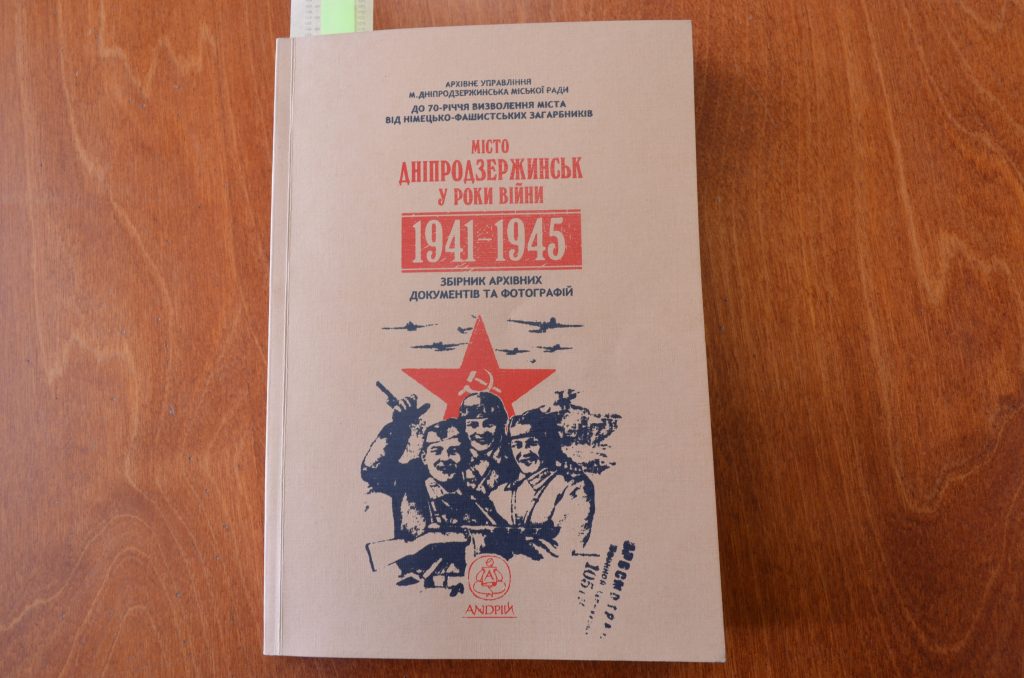 АРХІВНЕ УПРАВЛІННЯ
М. ДНІПРОДЗЕРЖИНСЬКА МІСЬКОЇ РАДИ
ДО 70-РІЧЧЯ ВИЗВОЛЕННЯ МІСТА
ВІД НІМЕЦЬКО-ФАШИСТСЬКИХ ЗАГАРБНИКІВ
МІСТО
ДНІПРОДЗЕРЖИНСЬК
У РОКИ ВІЙНИ
1941–1945
ЗБІРНИК АРХІВНИХ
ДОКУМЕНТІВ ТА ФОТОГРАФІЙ
АНДРІЙ